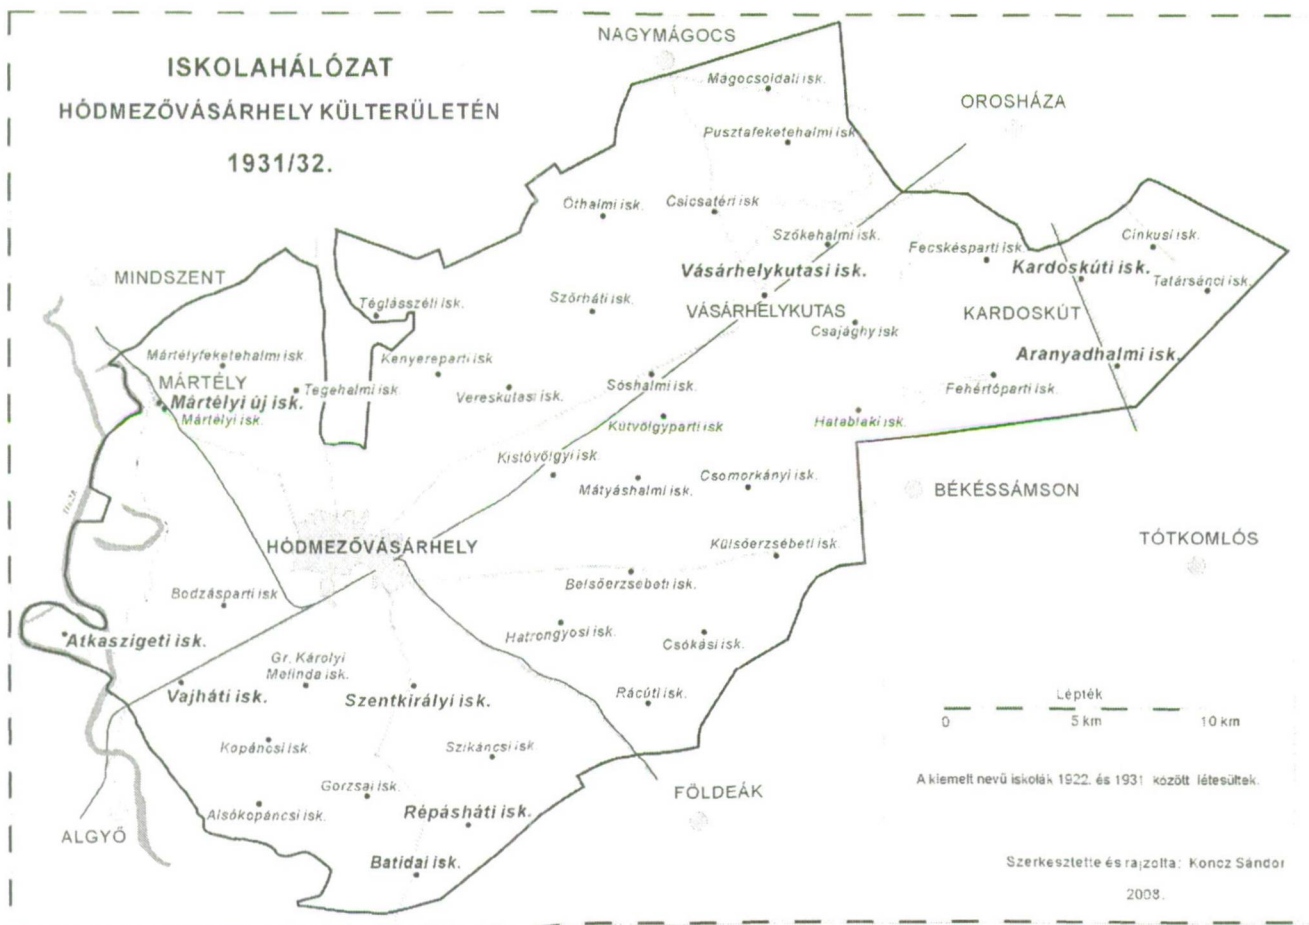 ISKOLAHÁLÓZAT
HÓDMEZŐVÁSÁRHELY KÜLTERÜLETÉN
1931/32.
NAGYMÁGOCS
Mágocsoldali isk.
OROSHÁZA
Pusztafeketehalmi isk.
Őthalmi isk.
Csicsatéri isk
Szőkehalmi isk.
Fecskésparti isk.
Cinkusi isk.
MINDSZENT
Vásárhelykutasi isk.
Kardoskúti isk.
Tatársánci isk.
Téglásszéli isk.
Szőrháti isk.
VÁSÁRHELYKUTAS
KARDOSKÚT
Csajághy isk
Mártélyfeketehalmi isk
Kenyereparti isk
Aranyadhalmi isk.
MÁRTÉLY
Tegehalmi isk.
Vereskutasi isk.
Sóshalmi isk.
Fehértóparti isk.
Mártélyi új isk.
Mártélyi isk.
Kútvölgyparti isk
Hatablaki isk.
Kistóvölgyi isk.
Mátyáshalmi isk.
Csomorkányi isk.
BÉKÉSSÁMSON
TÓTKOMLÓS
HÓDMEZŐVÁSÁRHELY
Külsőerzsébeti isk.
Belsőerzsébeti isk.
Bodzásparti isk
Atkaszigeti isk.
Hatrongyosi isk.
Csókási isk.
Gr. Károlyi
Melinda isk.
Vajháti isk.
Szentkirályi isk.
Rácúti isk.
Lépték
0 5 km 10 km
Kopáncsi isk
Szikáncsi isk
A kiemelt nevű iskolák 1922. és 1931 között létesültek.
Gorzsai isk.
FÖLDEÁK
Alsókopáncsi isk.
Répásháti isk.
ALGYŐ
Batidai isk.
Szerkesztette és rajzolta: Koncz Sándor
2008.